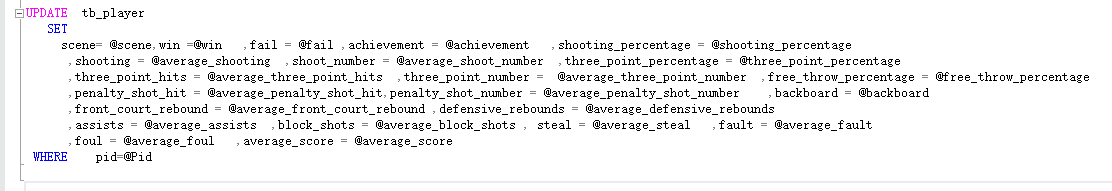 UPDATE tb_player
SET
scene= @scene,win =@win ,fail = @fail ,achievement = @achievement ,shooting_percentage = @shooting_percentage
,shooting = @average_shooting ,shoot_number = @average_shoot_number ,three_point_percentage = @three_point_percentage
,three_point_hits = @average_three_point_hits ,three_point_number = @average_three_point_number ,free_throw_percentage = @free_throw_percentage
,penalty_shot_hit = @average_penalty_shot_hit,penalty_shot_number = @average_penalty_shot_number ,backboard = @backboard
,front_court_rebound = @average_front_court_rebound ,defensive_rebounds = @average_defensive_rebounds
,assists = @average_assists ,block_shots = @average_block_shots , steal = @average_steal ,fault = @average_fault
,foul = @average_foul ,average_score = @average_score
WHERE pid=@Pid